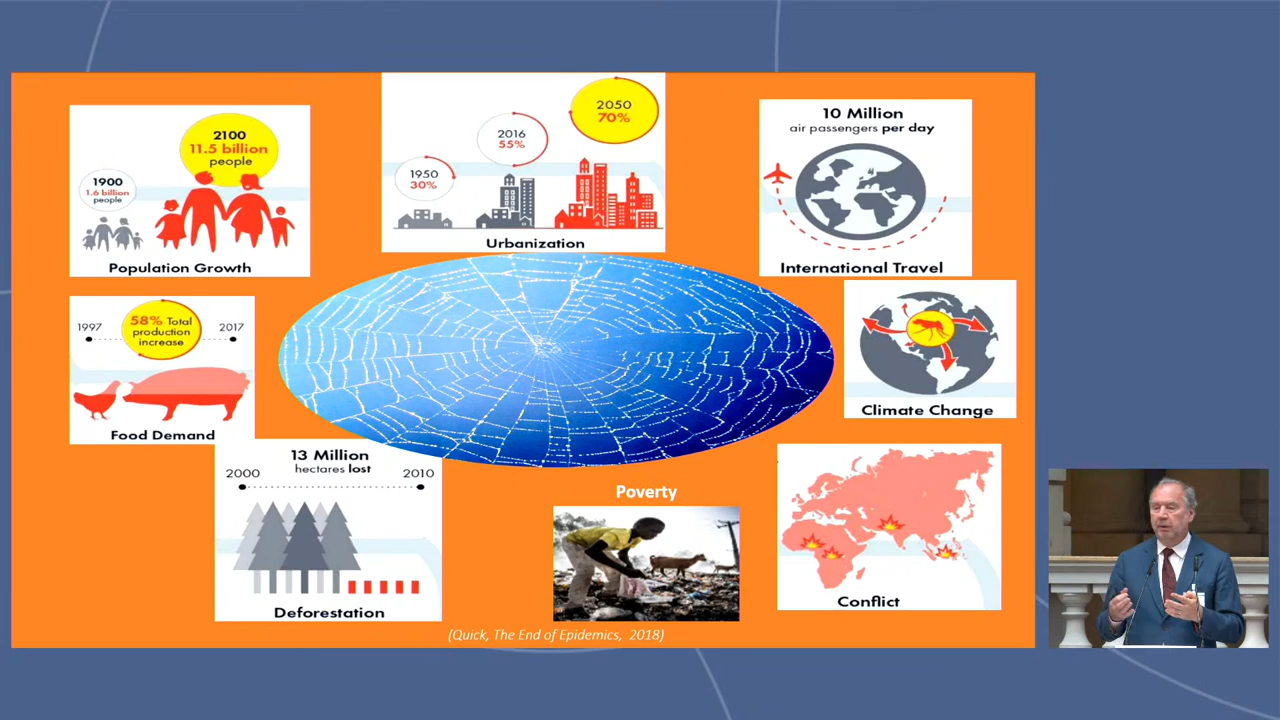 2100
11.5 billion
people
1900
1.6 billion
people
Population Growth
2050
70%
2016
55%
1950
30%
Urbanization
10 Million
air passengers per day
International Travel
1997
58% Total
production
increase
2017
Food Demand
Climate Change
13 Million
hectares lost
2000
2010
Deforestation
Poverty
Conflict
(Quick, The End of Epidemics, 2018)